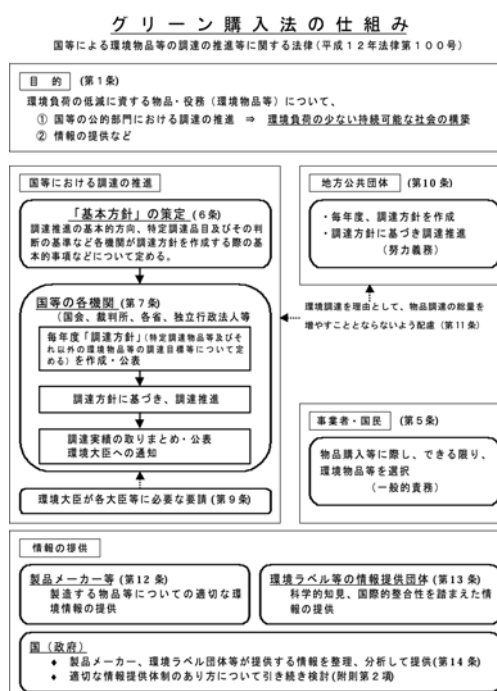 グリーン購入法の仕組み
国等による環境物品等の調達の推進等に関する法律(平成12年法律第100号)
目 的 (第1条)
環境負荷の低減に資する物品・役務(環境物品等)について、
① 国等の公的部門における調達の推進 ⇒ 環境負荷の少ない持続可能な社会の構築
② 情報の提供など
国等における調達の推進
「基本方針」の策定 (6条)
調達推進の基本的方向、特定調達品目及びその判
断の基準など各機関が調達方針を作成する際の基
本的事項などについて定める。
国等の各機関 (第7条)
(国会、裁判所、各省、独立行政法人等
毎年度「調達方針」(特定調達物品等及びそ
れ以外の環境物品等の調達目標等について定
める) を作成・公表
調達方針に基づき、調達推進
調達実績の取りまとめ・公表
環境大臣への通知
環境大臣が各大臣等に必要な要請 (第9条)
地方公共団体 (第10条)
・毎年度、調達方針を作成
・調達方針に基づき調達推進
(努力義務)
環境調達を理由として、物品調達の総量を
増やすこととならないよう配慮 (第11条)
事業者・国民 (第5条)
物品購入等に際し、できる限り、
環境物品等を選択
(一般的責務)
情報の提供
製品メーカー等 (第12条)
製造する物品等についての適切な環
境情報の提供
環境ラベル等の情報提供団体 (第13条)
科学的知見、国際的整合性を踏まえた情
報の提供
国 (政府)
◆ 製品メーカー、環境ラベル団体等が提供する情報を整理、分析して提供(第14条)
◆ 適切な情報提供体制のあり方について引き続き検討(附則第2項)